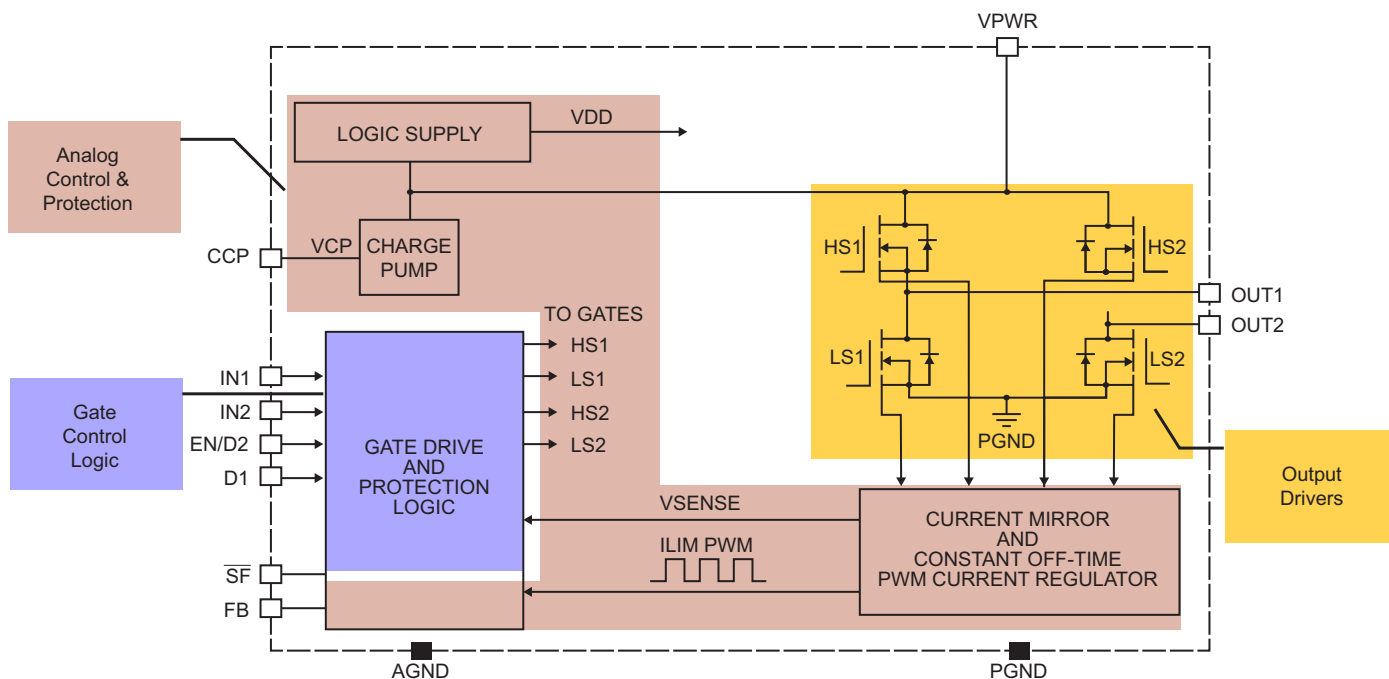 VPWR
LOGIC SUPPLY
VDD
Analog
Control &
Protection
CCP
VCP
CHARGE
PUMP
HS1
HS2
OUT1
OUT2
TO GATES
HS1
LS1
HS2
LS2
LS1
LS2
PGND
IN1
IN2
EN/D2
D1
SF
FB
Gate
Control
Logic
GATE DRIVE
AND
PROTECTION
LOGIC
VSENSE
ILIM PWM
CURRENT MIRROR
AND
CONSTANT OFF-TIME
PWM CURRENT REGULATOR
Output
Drivers
AGND
PGND